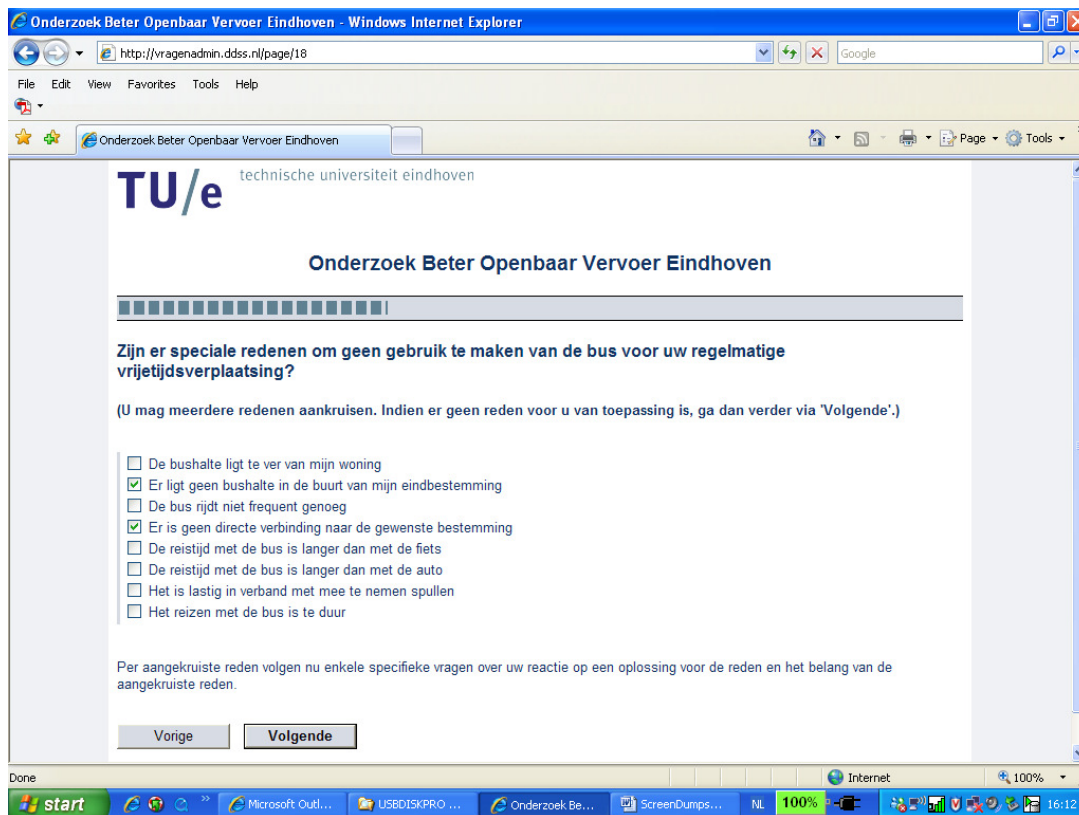 Onderzoek Beter Openbaar Vervoer Eindhoven - Windows Internet Explorer
http://vragenadmin.ddss.nl/page/18
Google
File Edit View Favorites Tools Help
Onderzoek Beter Openbaar Vervoer Eindhoven
Page Tools
TU/e technische universiteit eindhoven
Onderzoek Beter Openbaar Vervoer Eindhoven
Zijn er speciale redenen om geen gebruik te maken van de bus voor uw regelmatige
vrijetijdsverplaatsing?
(U mag meerdere redenen aankruisen. Indien er geen reden voor u van toepassing is, ga dan verder via 'Volgende'.)
De bushalte ligt te ver van mijn woning
Er ligt geen bushalte in de buurt van mijn eindbestemming
De bus rijdt niet frequent genoeg
Er is geen directe verbinding naar de gewenste bestemming
De reistijd met de bus is langer dan met de fiets
De reistijd met de bus is langer dan met de auto
Het is lastig in verband met mee te nemen spullen
Het reizen met de bus is te duur
Per aangekruiste reden volgen nu enkele specifieke vragen over uw reactie op een oplossing voor de reden en het belang van de
aangekruiste reden.
Vorige Volgende
Done Internet 100%
start Microsoft Outl... USBDISKPRO ... Onderzoek Be... ScreenDumps... NL 100% 16:12